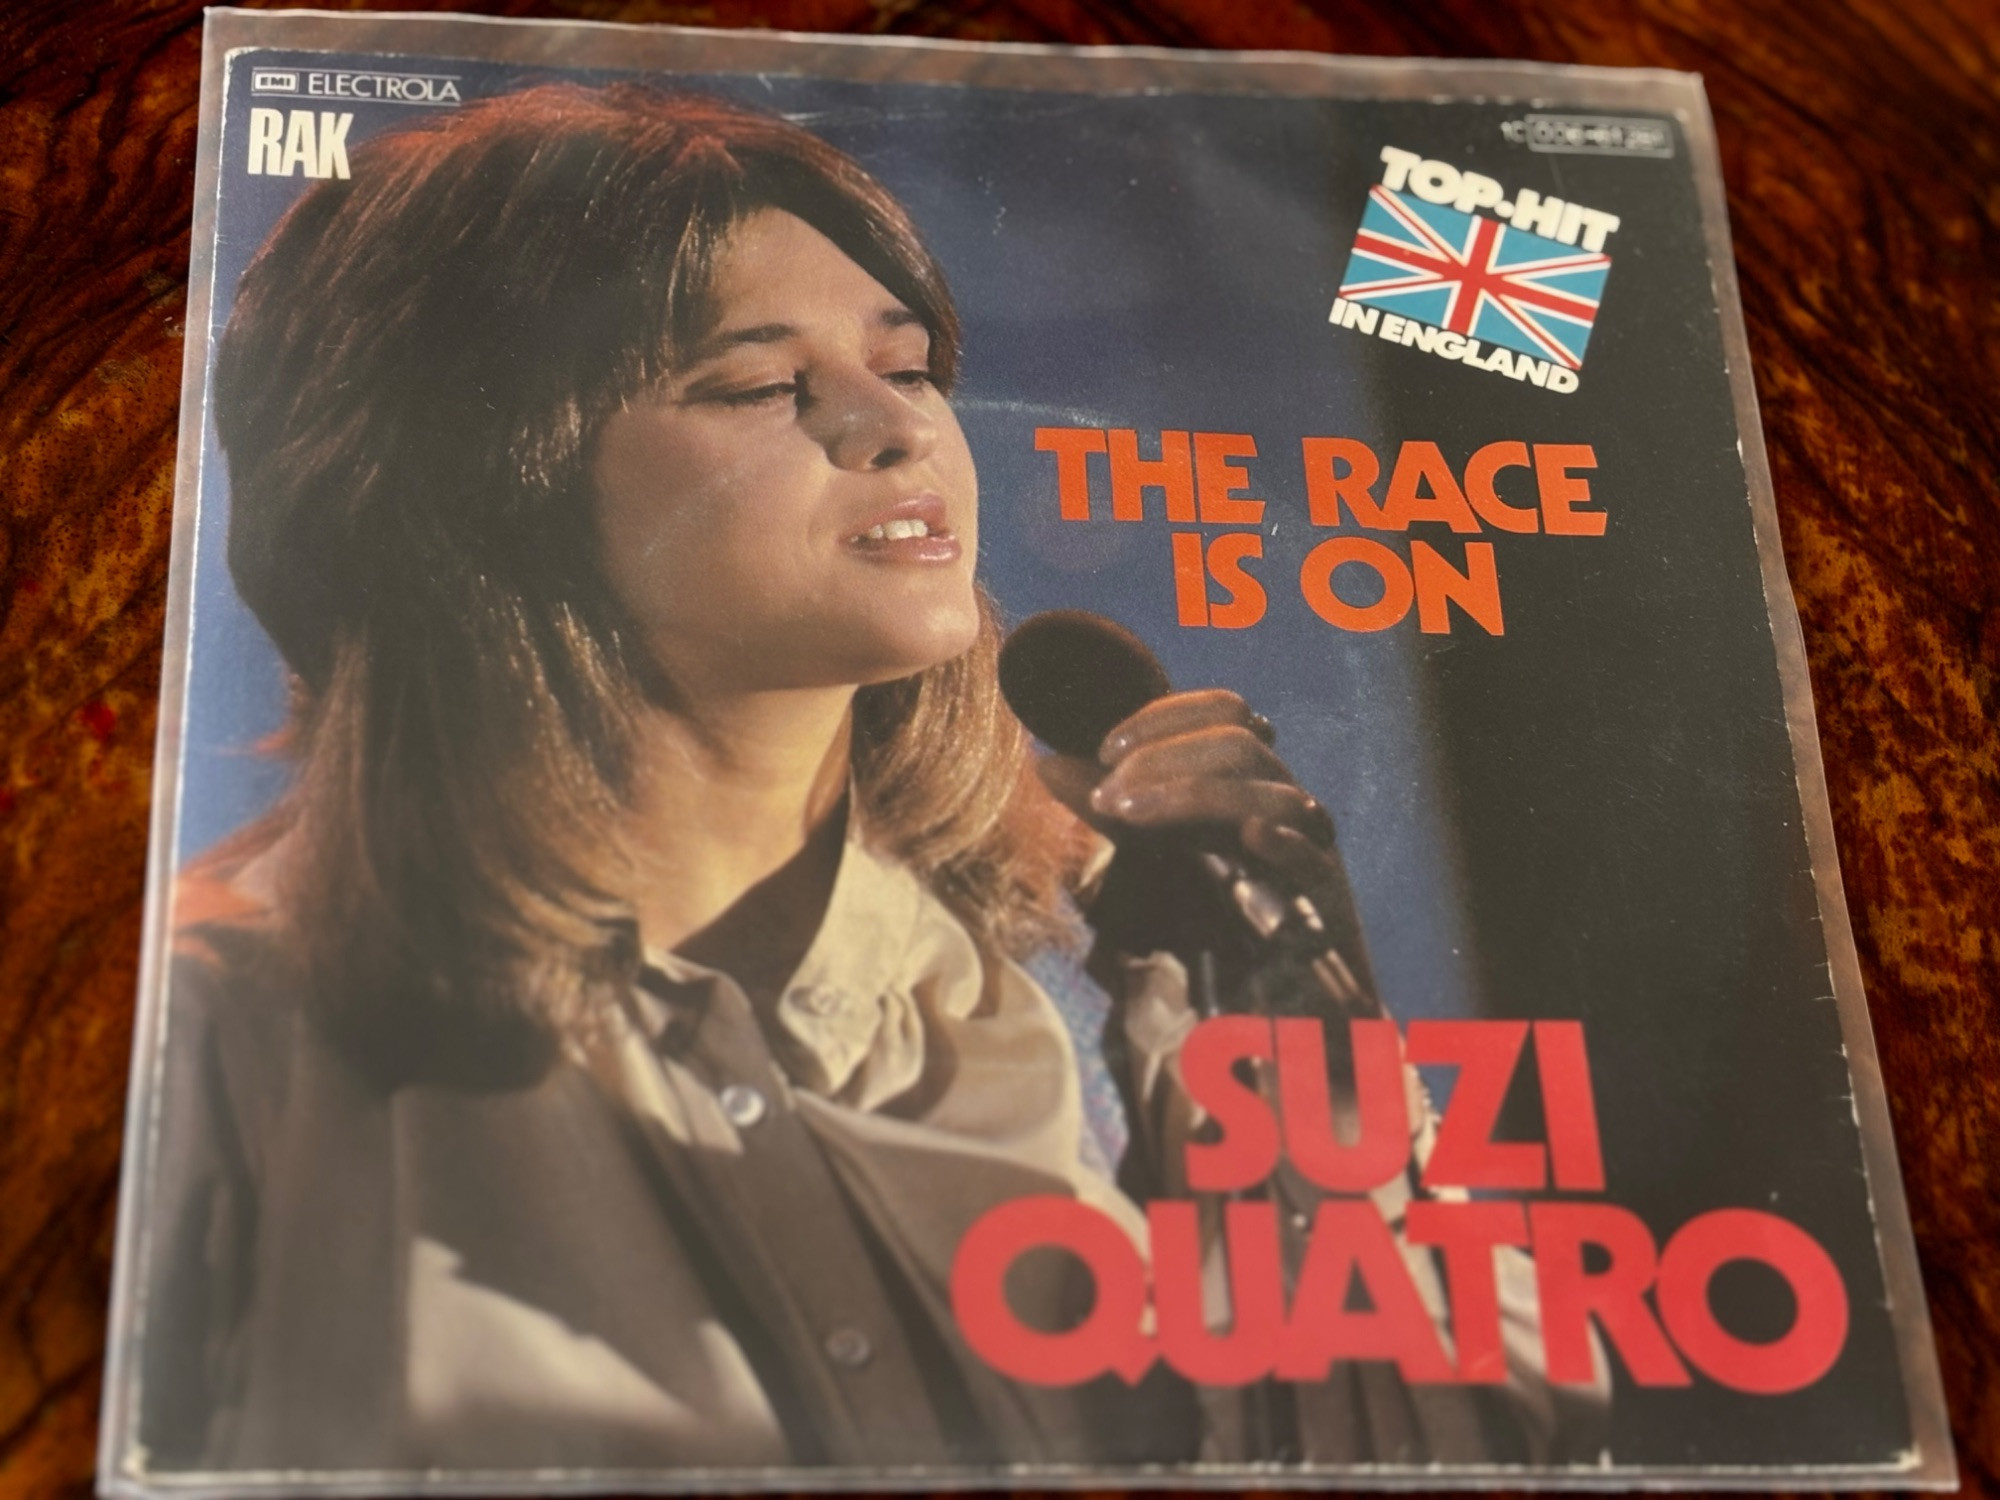 EMI ELECTROLA
RAK
TOP-HIT
IN ENGLAND
THE RACE
IS ON
SUZI
QUATRO